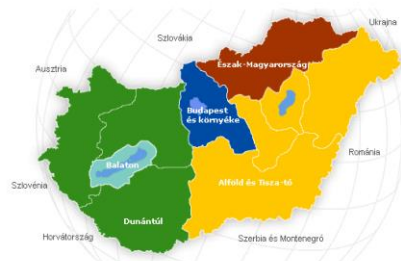 Ukrajna
Szlovákia
Észak-Magyarország
Ausztria
Budapest
és környéke
Románia
Balaton
Alföld és Tisza-tó
Szlovénia
Dunántúl
Horvátország
Szerbia és Montenegró